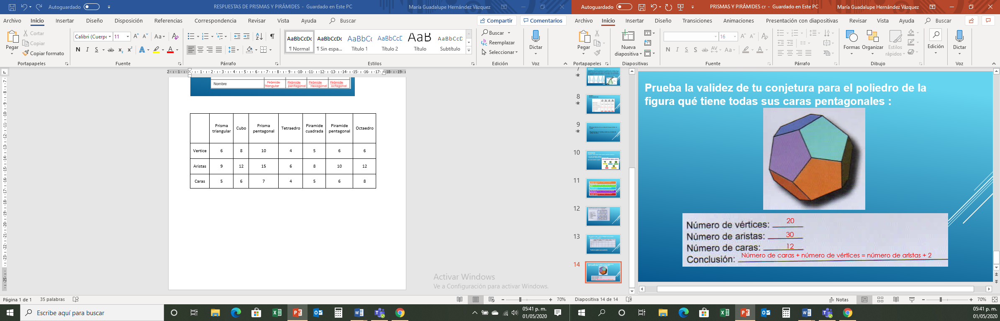 Autoguardado
RESPUESTAS DE PRISMAS Y PIRÁMIDES - Guardado en Este PC
María Guadalupe Hernández Vázquez
Archivo Inicio Insertar Diseño Disposición Referencias Correspondencia Revisar Vista Ayuda Buscar
Compartir Comentarios
Pegar
Cortar
Copiar
Copiar formato
Portapapeles
Calibri (Cuerpo 11
Fuente
Párrafo
AaBbCcDc AaBbCcDc AaBbCc AaBbCcD AaB AaBbCcD
¶ Normal ¶ Sin espa... Título 1 Título 2 Título Subtítulo
Estilos
Buscar
Reemplazar
Seleccionar
Edición
Dictar
Voz
Nombre Pirámide Triangular Pirámide pentagonal Pirámide Hexagonal Pirámide octagonal
Prisma triangular Cubo Prisma pentagonal Tetraedro Piramide cuadrada Piramide pentagonal Octaedro
Vertice 6 8 10 4 5 6 6
Aristas 9 12 15 6 8 10 12
Caras 5 6 7 4 5 6 8
Activar Windows
Ve a Configuración para activar Windows.
Página 1 de 1 35 palabras 70%
Escribe aquí para buscar
05:41 p. m.
01/05/2020
Autoguardado
PRISMAS Y PIRÁMIDES cr - Guardado en Este PC
María Guadalupe Hernández Vázquez
Archivo Inicio Insertar Diseño Transiciones Animaciones Presentación con diapositivas Revisar Vista Ayuda Buscar
Pegar
Portapapeles
Nueva diapositiva
Diapositivas
16
Fuente
Párrafo
Formas Organizar Estilos rápidos
Dibujo
Edición
Dictar
Voz
7
8
9
10
11
12
13
14
Prueba la validez de tu conjetura para el poliedro de la
figura qué tiene todas sus caras pentagonales :
Número de vértices: 20
Número de aristas: 30
Número de caras: 12
Conclusión: Número de caras + número de vértices = número de aristas + 2
Diapositiva 14 de 14 Notas 70%
05:41 p. m.
01/05/2020